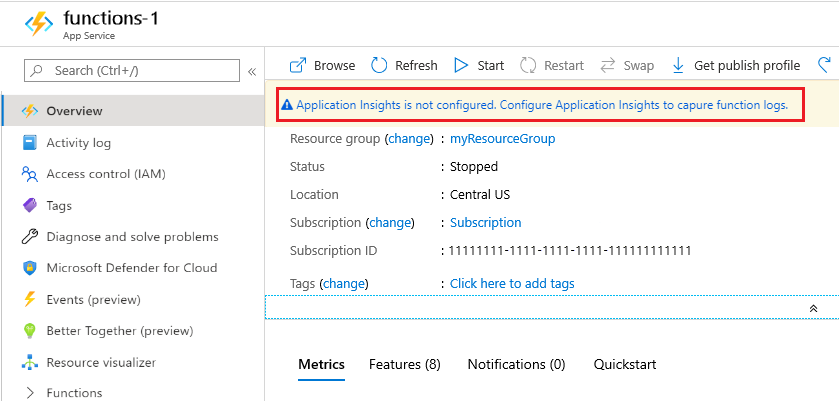 functions-1
App Service
Search (Ctrl+/)
«
Overview
Activity log
Access control (IAM)
Tags
Diagnose and solve problems
Microsoft Defender for Cloud
Events (preview)
Better Together (preview)
Resource visualizer
Functions
Browse Refresh Start Restart Swap Get publish profile
Application Insights is not configured. Configure Application Insights to capure function logs.
Resource group (change) : myResourceGroup
Status : Stopped
Location : Central US
Subscription (change) : Subscription
Subscription ID : 11111111-1111-1111-1111-111111111111
Tags (change) : Click here to add tags
Metrics Features (8) Notifications (0) Quickstart